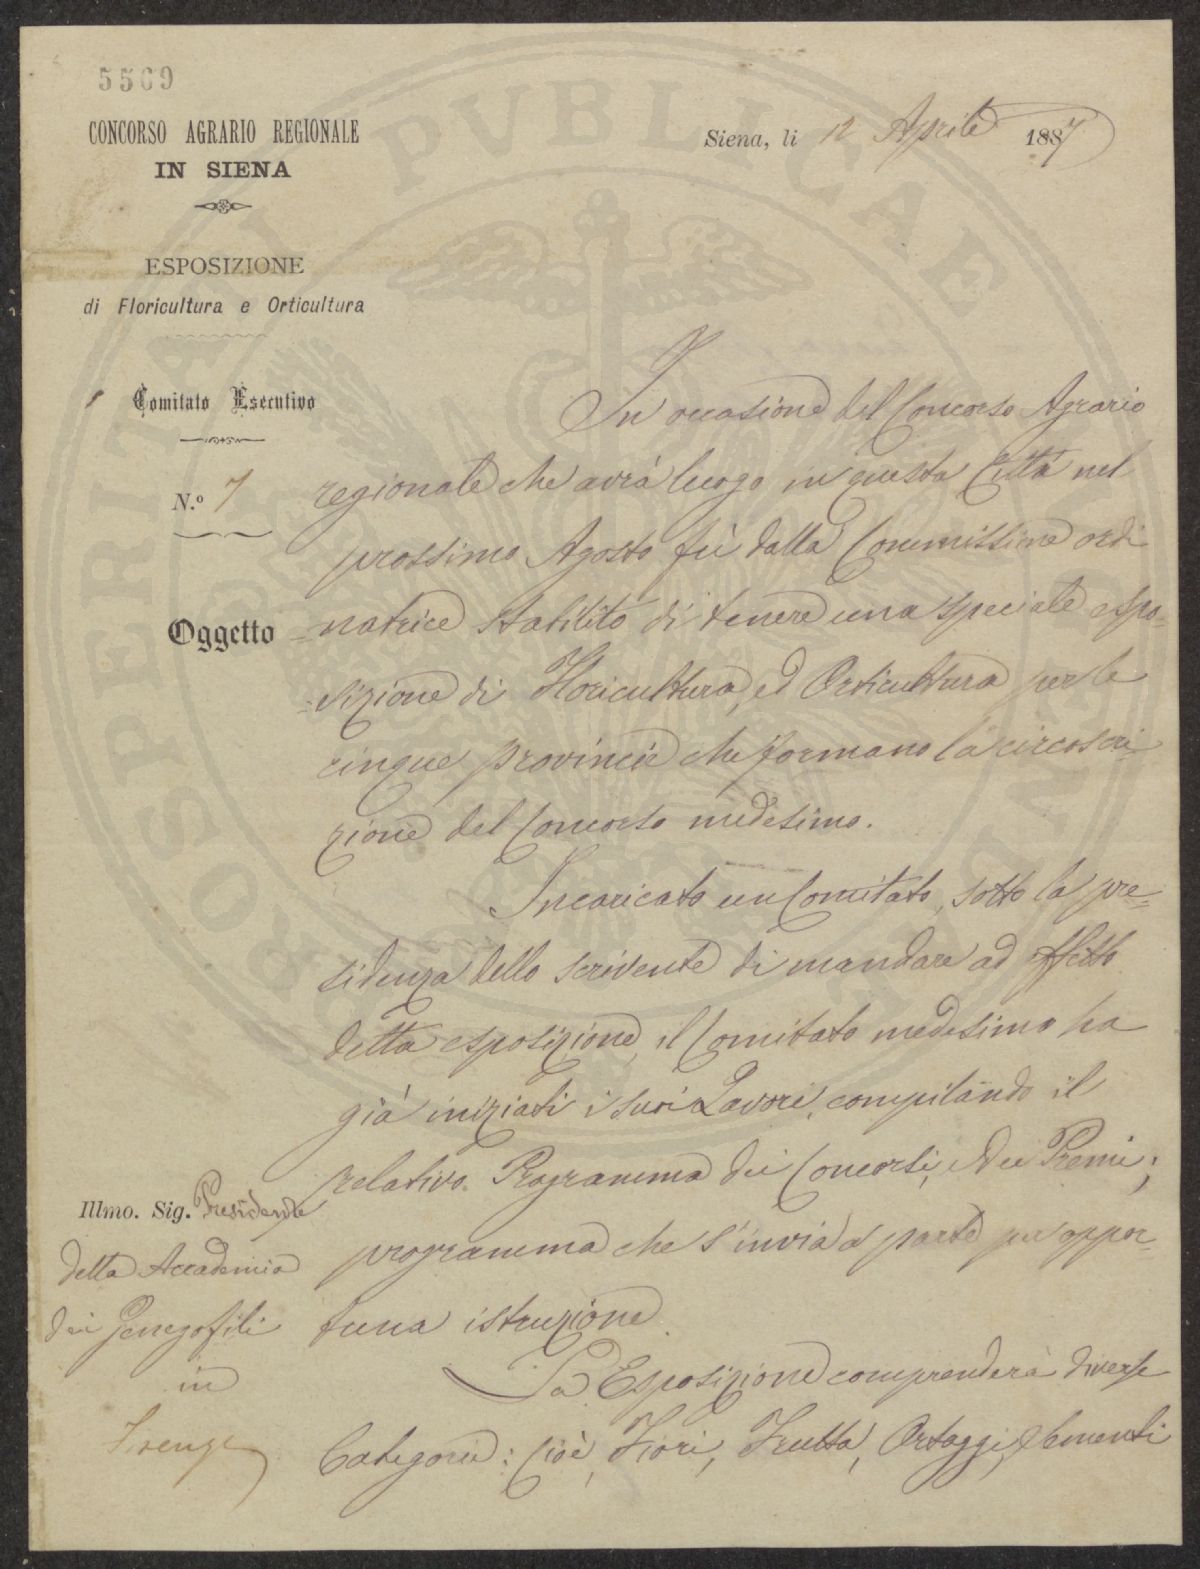 5569
CONCORSO AGRARIO REGIONALE
IN SIENA
ESPOSIZIONE
di Floricultura e Orticultura
Comitato Esecutivo
N.º 7
Oggetto
Siena, li 12 Aprile 1887
In occasione del Concorso Agrario
regionale che avrà luogo in questa Città nel
prossimo Agosto fù dalla Commissione ordi
=natrice stabilito di tenere una speciale espo=
=sizione di Floricultura, ed Orticultura per le
cinque provincie che formano la circoscri=
zione del Concorso medesimo.
Incaricato un Comitato, sotto la pre=
sidenza dello scrivente di mandare ad effetto
detta esposizione, il Comitato medesimo ha
già iniziati i suoi Lavori, compilando il
relativo Programma dei Concorsi, e dei Premi;
programma che s'invia a parte per oppor=
tuna istruzione.
La Esposizione comprenderà diverse
Categorie: cioè, Fiori, Frutta, Ortaggi, Sementi
Illmo. Sig. Presidente
della Accademia
dei Gergofili
in
Firenze
PROSPERITATI PVBLICAE AVGENDAE